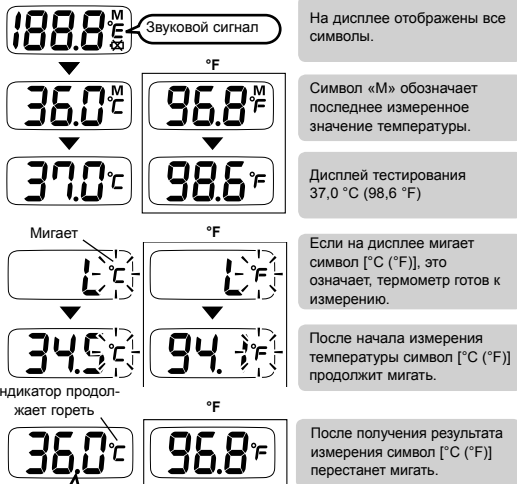 188.8 M °E
Звуковой сигнал
На дисплее отображены все
символы.
°F
36.0 M °C
96.8 M °F
Символ «М» обозначает
последнее измеренное
значение температуры.
37.0 °C
98.6 °F
Дисплей тестирования
37,0 °C (98,6 °F)
Мигает
°F
L °C
L °F
Если на дисплее мигает
символ [°C (°F)], это
означает, термометр готов к
измерению.
34.5 °C
94.1 °F
После начала измерения
температуры символ [°C (°F)]
продолжит мигать.
ндикатор продол-
жает гореть
°F
36.0 °C
96.8 °F
После получения результата
измерения символ [°C (°F)]
перестанет мигать.